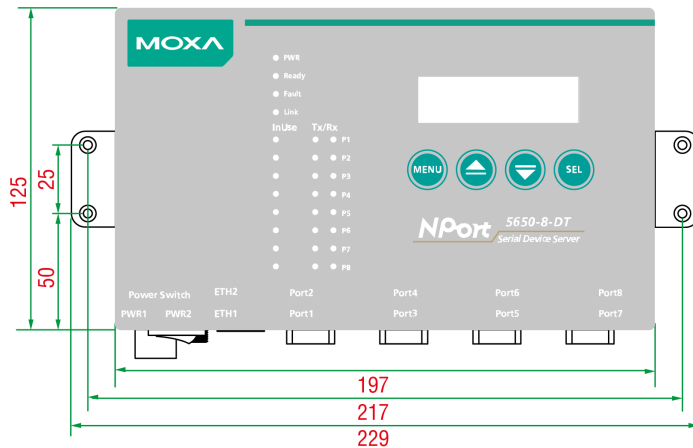 MOXA
PWR
Ready
Fault
Link
InUse Tx/Rx
P1
P2
P3
P4
P5
P6
P7
P8
MENU SEL
NPort 5650-8-DT
Serial Device Server
Power Switch ETH2 Port2 Port4 Port6 Port8
PWR1 PWR2 ETH1 Port1 Port3 Port5 Port7
125
25
50
197
217
229